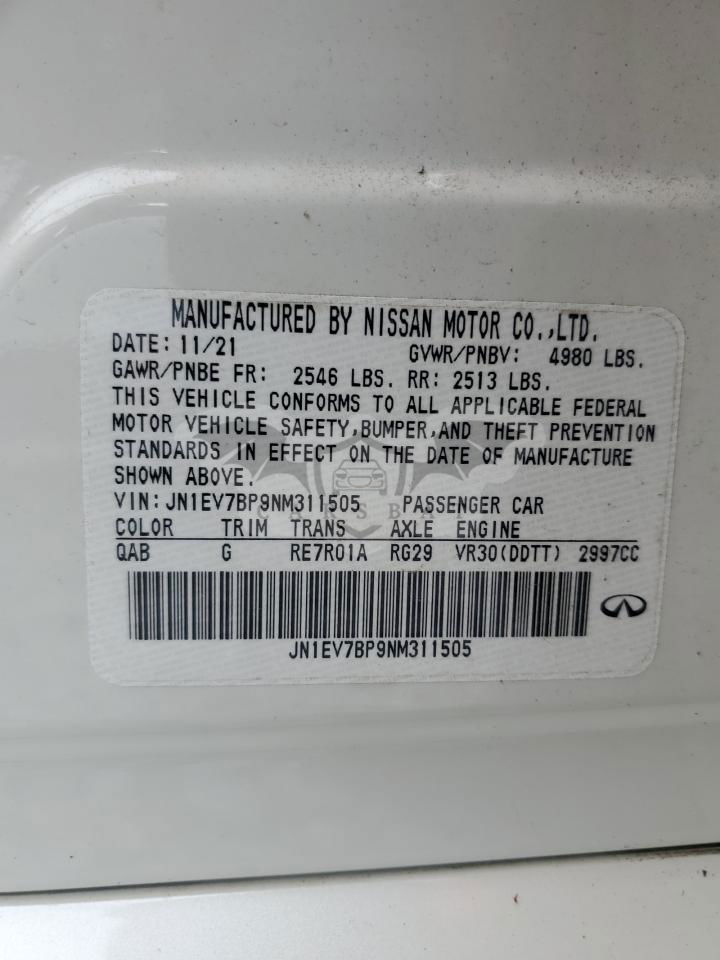 MANUFACTURED BY NISSAN MOTOR CO.,LTD.
DATE: 11/21 GVWR/PNBV: 4980 LBS.
GAWR/PNBE FR: 2546 LBS. RR: 2513 LBS.
THIS VEHICLE CONFORMS TO ALL APPLICABLE FEDERAL
MOTOR VEHICLE SAFETY,BUMPER,AND THEFT PREVENTION
STANDARDS IN EFFECT ON THE DATE OF MANUFACTURE
SHOWN ABOVE.
VIN:JN1EV7BP9NM311505 PASSENGER CAR
CARSBAT
COLOR TRIM TRANS AXLE ENGINE
QAB G RE7R01A RG29 VR30(DDTT) 2997CC
JN1EV7BP9NM311505